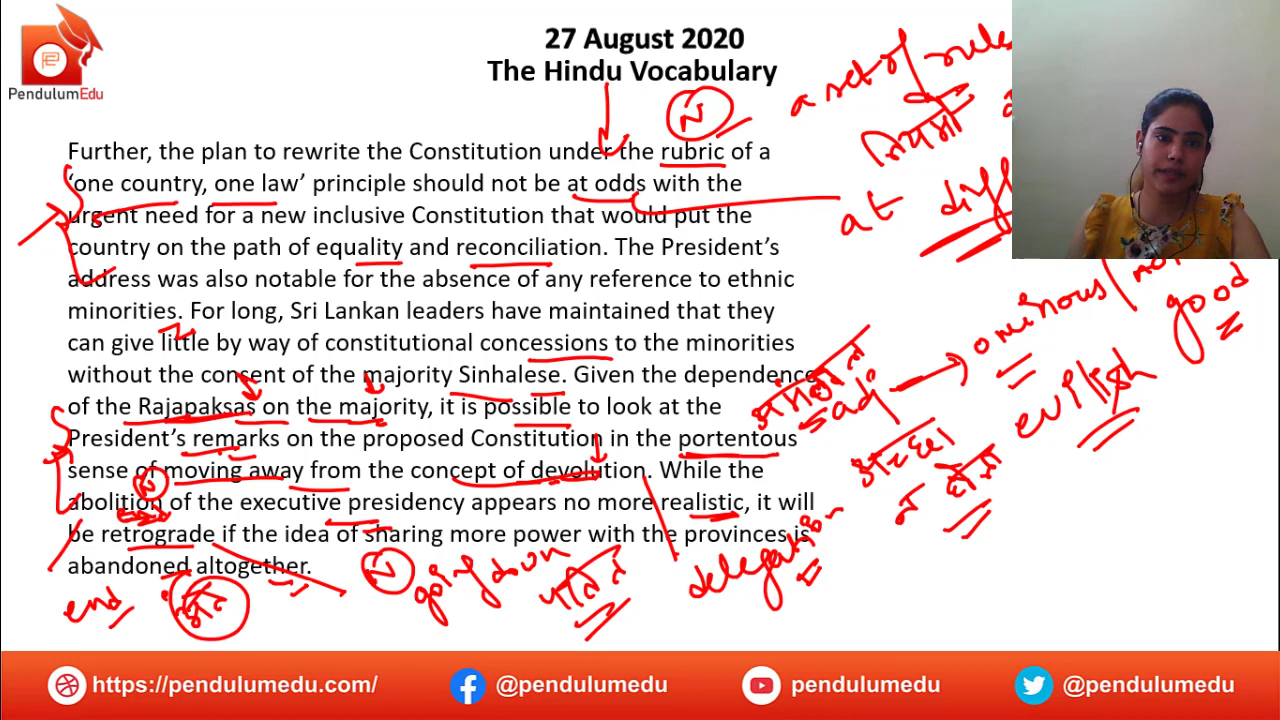 27 August 2020
The Hindu Vocabulary
PendulumEdu
N
a set of rule
नियमों
Further, the plan to rewrite the Constitution under the rubric of a
'one country, one law' principle should not be at odds with the
urgent need for a new inclusive Constitution that would put the
country on the path of equality and reconciliation. The President's
address was also notable for the absence of any reference to ethnic
minorities. For long, Sri Lankan leaders have maintained that they
can give little by way of constitutional concessions to the minorities
without the consent of the majority Sinhalese. Given the dependence
of the Rajapaksas on the majority, it is possible to look at the
President's remarks on the proposed Constitution in the portentous
sense of moving away from the concept of devolution. While the
abolition of the executive presidency appears no more realistic, it will
be retrograde if the idea of sharing more power with the provinces is
abandoned altogether.
at diff
ominous/not
good
adj
evilish
N
end
अंत
N
going down
पतन
delegation
https://pendulumedu.com/
@pendulumedu
pendulumedu
@pendulumedu